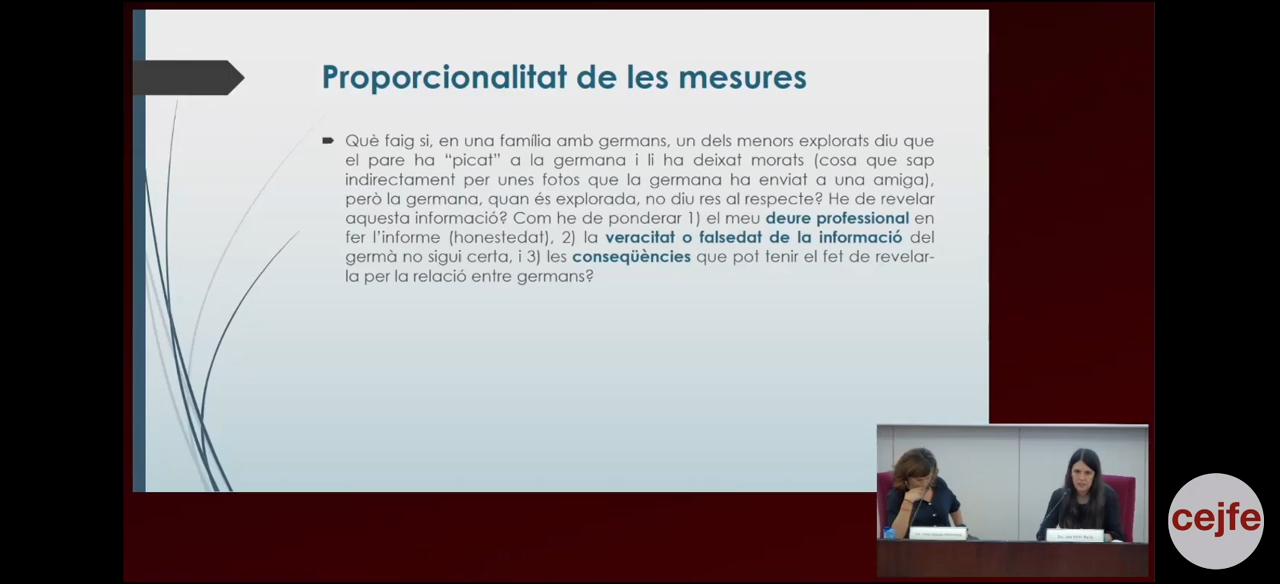 Proporcionalitat de les mesures
Què faig si, en una família amb germans, un dels menors explorats diu que
el pare ha “picat” a la germana i li ha deixat morats (cosa que sap
indirectament per unes fotos que la germana ha enviat a una amiga),
però la germana, quan és explorada, no diu res al respecte? He de revelar
aquesta informació? Com he de ponderar 1) el meu deure professional en
fer l’informe (honestedat), 2) la veracitat o falsedat de la informació del
germà no sigui certa, i 3) les conseqüències que pot tenir el fet de revelar-
la per la relació entre germans?
cejfe